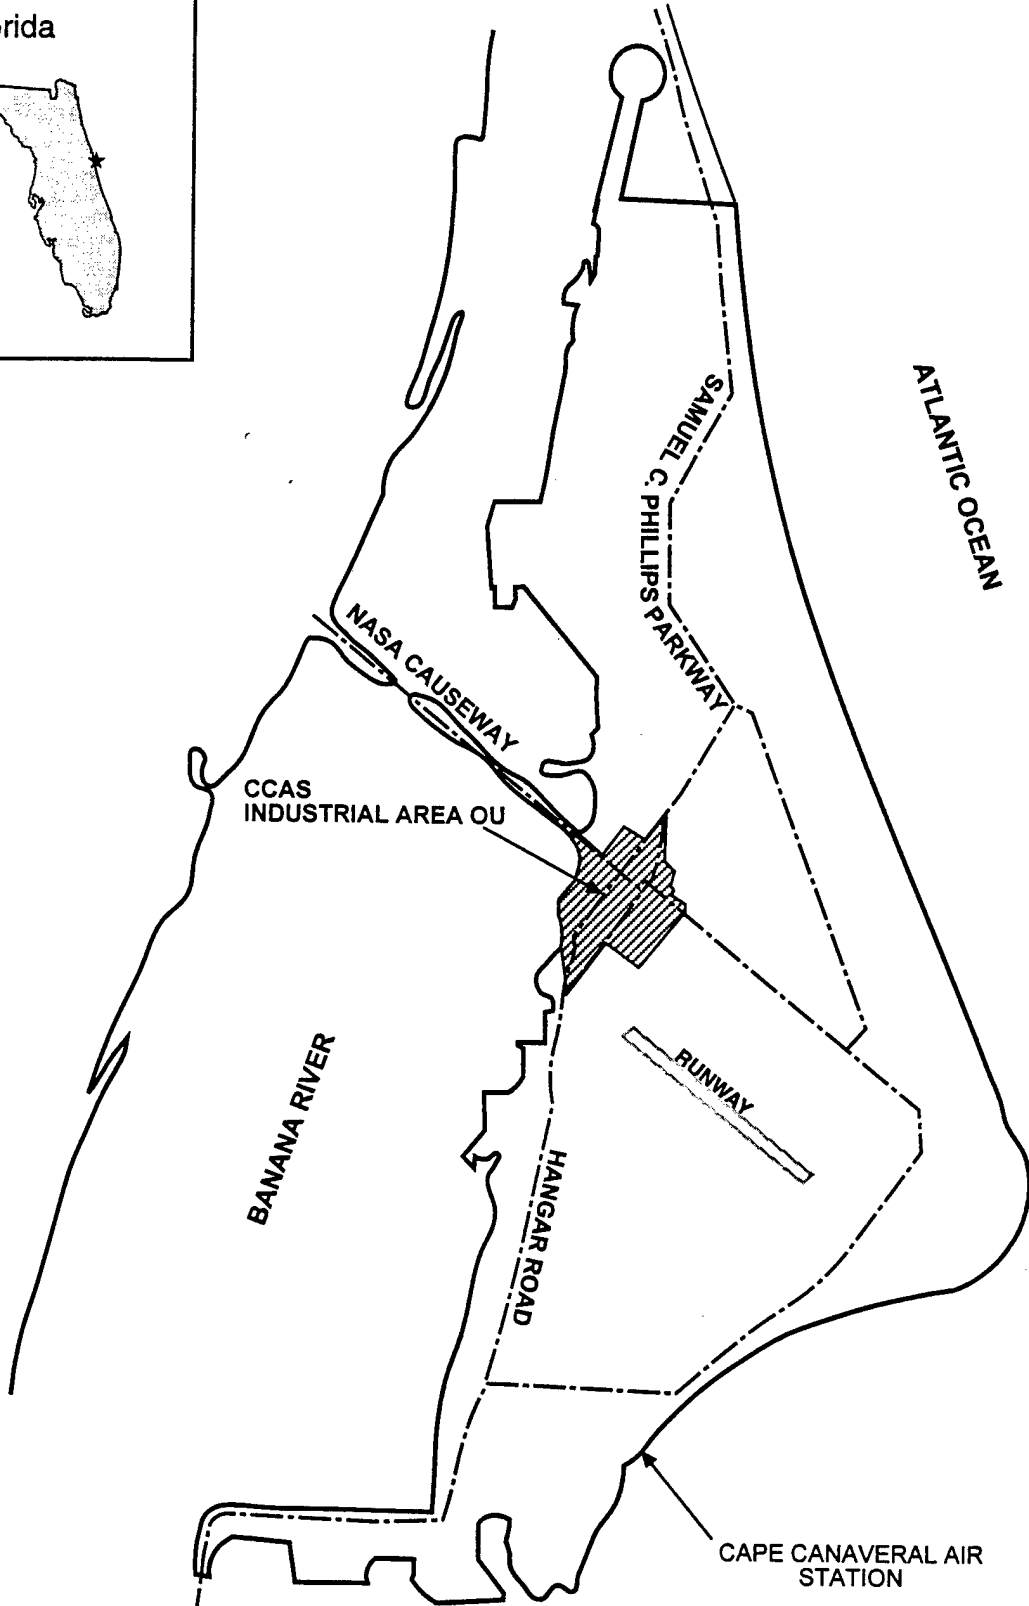 rida
ATLANTIC OCEAN
SAMUEL C. PHILLIPS PARKWAY
NASA CAUSEWAY
CCAS
INDUSTRIAL AREA OU
RUNWAY
BANANA RIVER
HANGAR ROAD
CAPE CANAVERAL AIR
STATION